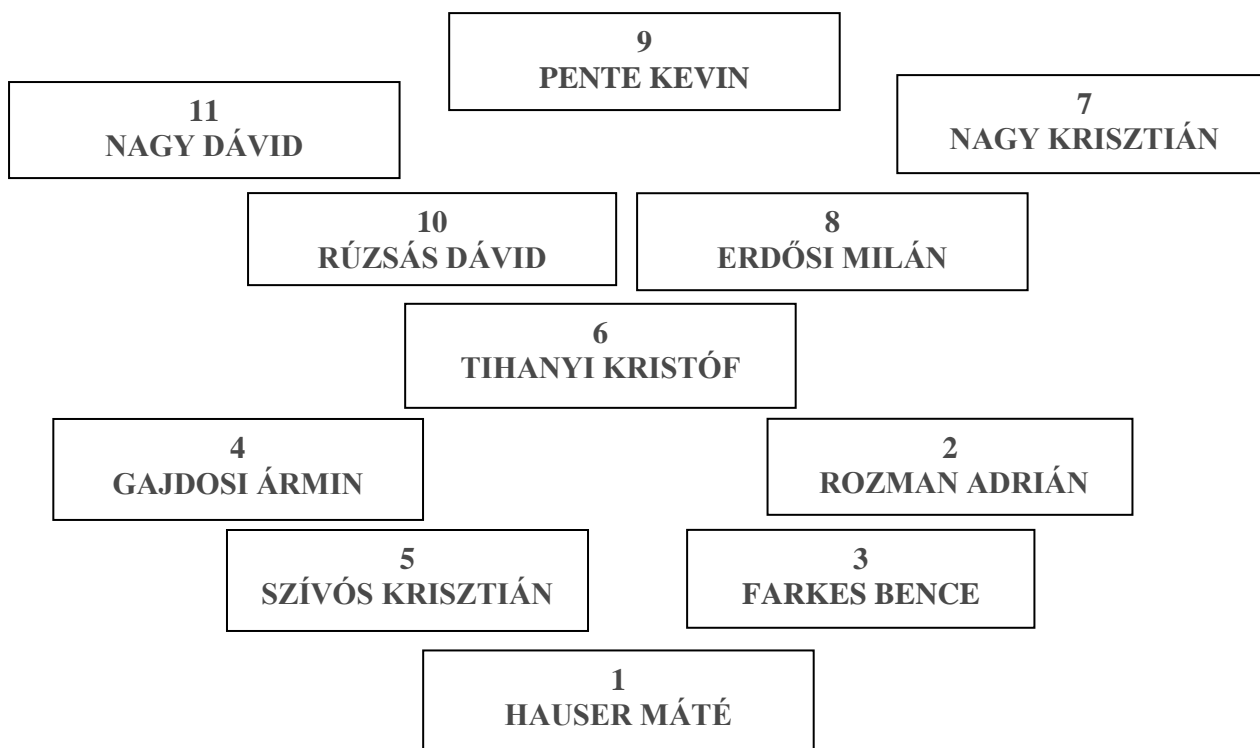 9
PENTE KEVIN
11
NAGY DÁVID
7
NAGY KRISZTIÁN
10
RÚZSÁS DÁVID
8
ERDŐSI MILÁN
6
TIHANYI KRISTÓF
4
GAJDOSI ÁRMIN
2
ROZMAN ADRIÁN
5
SZÍVÓS KRISZTIÁN
3
FARKES BENCE
1
HAUSER MÁTÉ